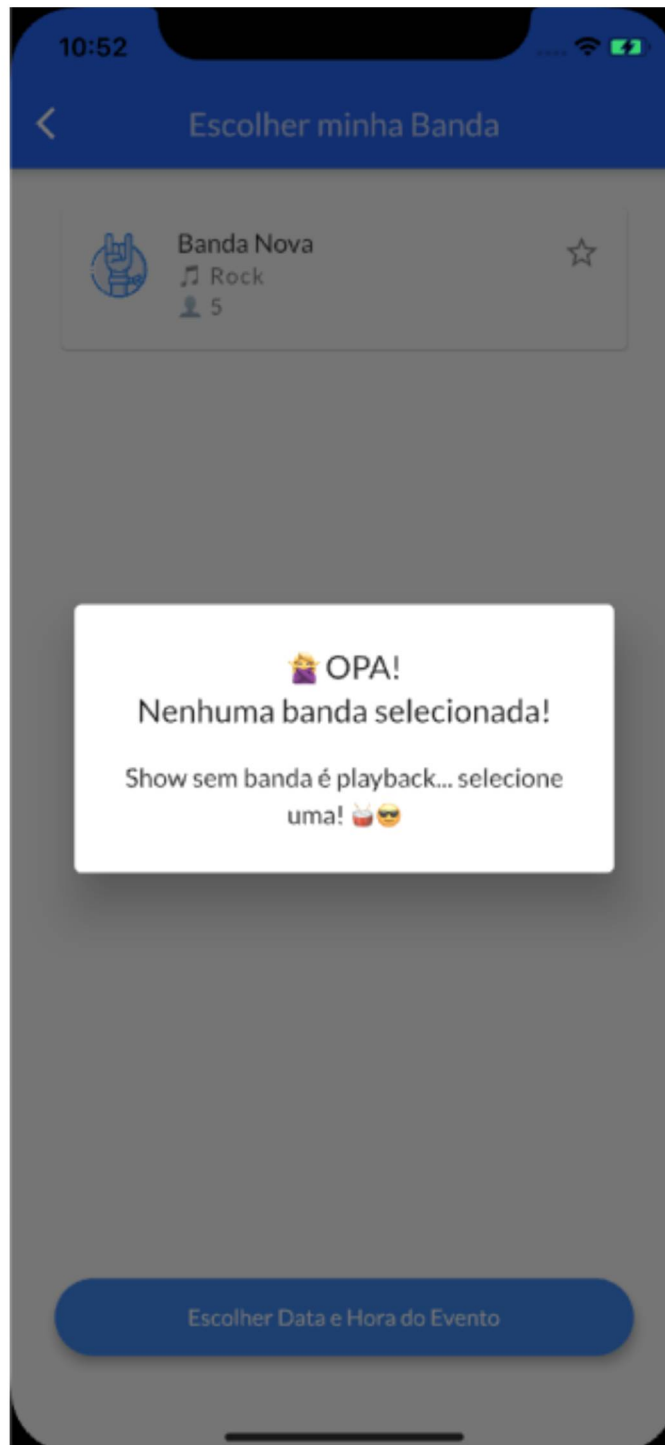 10:52
Escolher minha Banda
Banda Nova
🎵 Rock
👤 5
🙅‍♀️ OPA!
Nenhuma banda selecionada!
Show sem banda é playback... selecione
uma! 🥁😎
Escolher Data e Hora do Evento